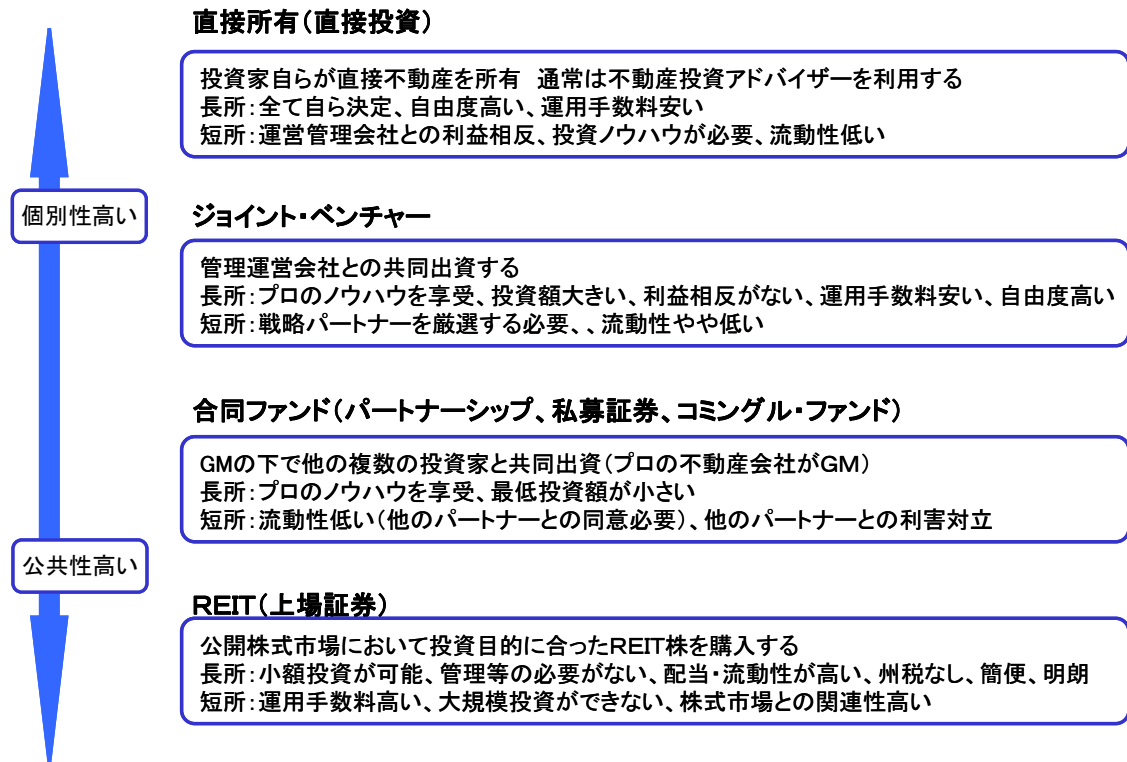 直接所有(直接投資)
投資家自らが直接不動産を所有　通常は不動産投資アドバイザーを利用する
長所:全て自ら決定、自由度高い、運用手数料安い
短所:運営管理会社との利益相反、投資ノウハウが必要、流動性低い
個別性高い
ジョイント・ベンチャー
管理運営会社との共同出資する
長所:プロのノウハウを享受、投資額大きい、利益相反がない、運用手数料安い、自由度高い
短所:戦略パートナーを厳選する必要、、流動性やや低い
合同ファンド(パートナーシップ、私募証券、コミングル・ファンド)
GMの下で他の複数の投資家と共同出資(プロの不動産会社がGM)
長所:プロのノウハウを享受、最低投資額が小さい
短所:流動性低い(他のパートナーとの同意必要)、他のパートナーとの利害対立
公共性高い
REIT(上場証券)
公開株式市場において投資目的に合ったREIT株を購入する
長所:小額投資が可能、管理等の必要がない、配当・流動性が高い、州税なし、簡便、明朗
短所:運用手数料高い、大規模投資ができない、株式市場との関連性高い